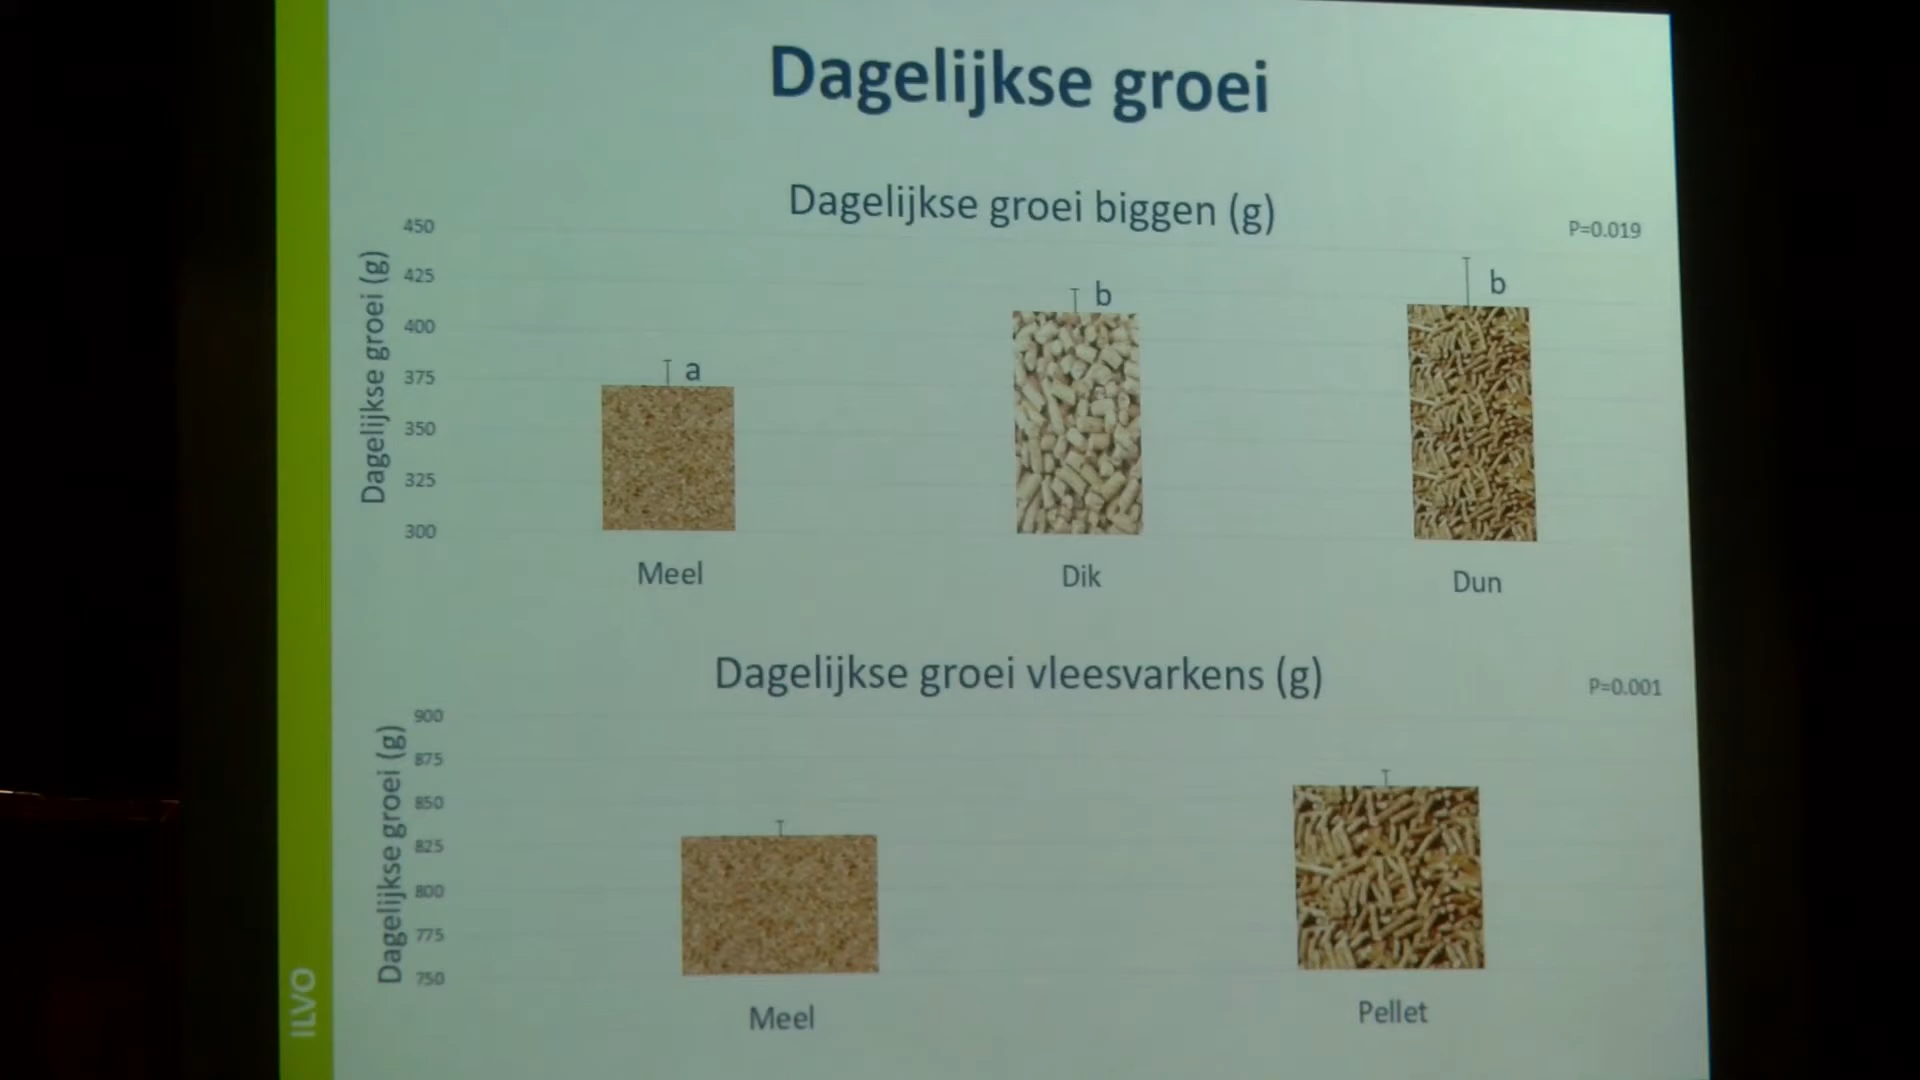 Dagelijkse groei
Dagelijkse groei biggen (g)
P=0.019
Dagelijkse groei (g)
450
425
400
375
350
325
300
a
b
b
Meel
Dik
Dun
Dagelijkse groei vleesvarkens (g)
P=0.001
Dagelijkse groei (g)
900
875
850
825
800
775
750
Meel
Pellet
ILVO